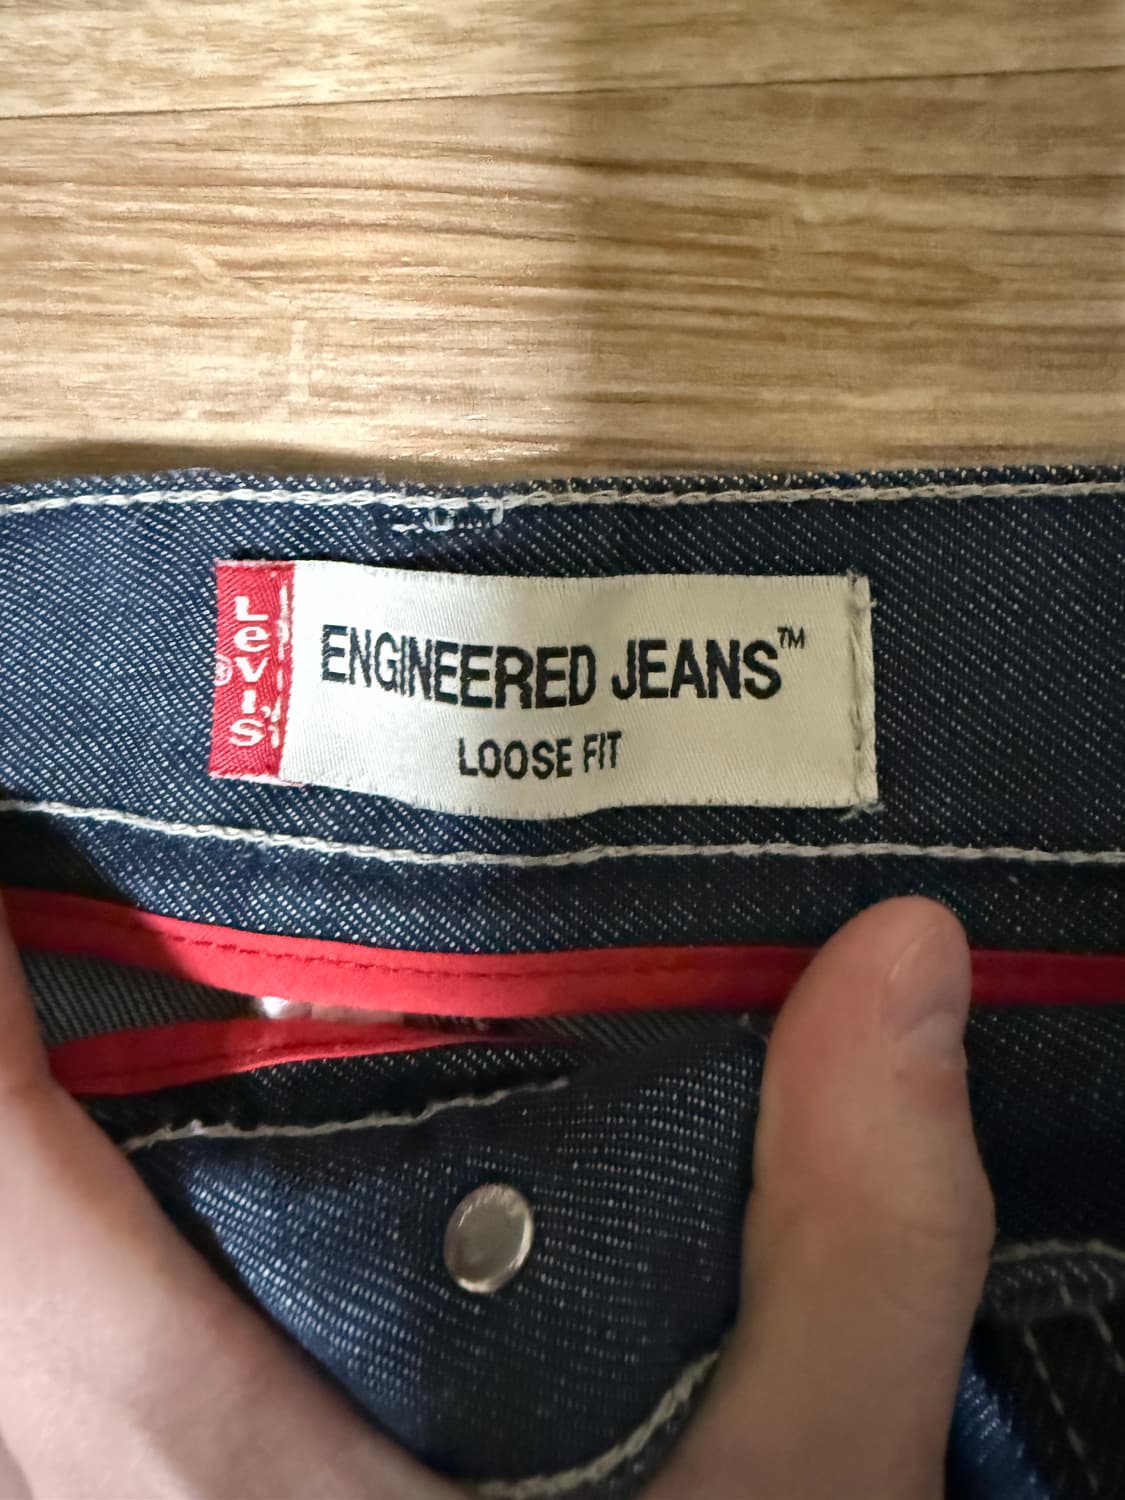 Levi's
®
ENGINEERED JEANS™
LOOSE FIT